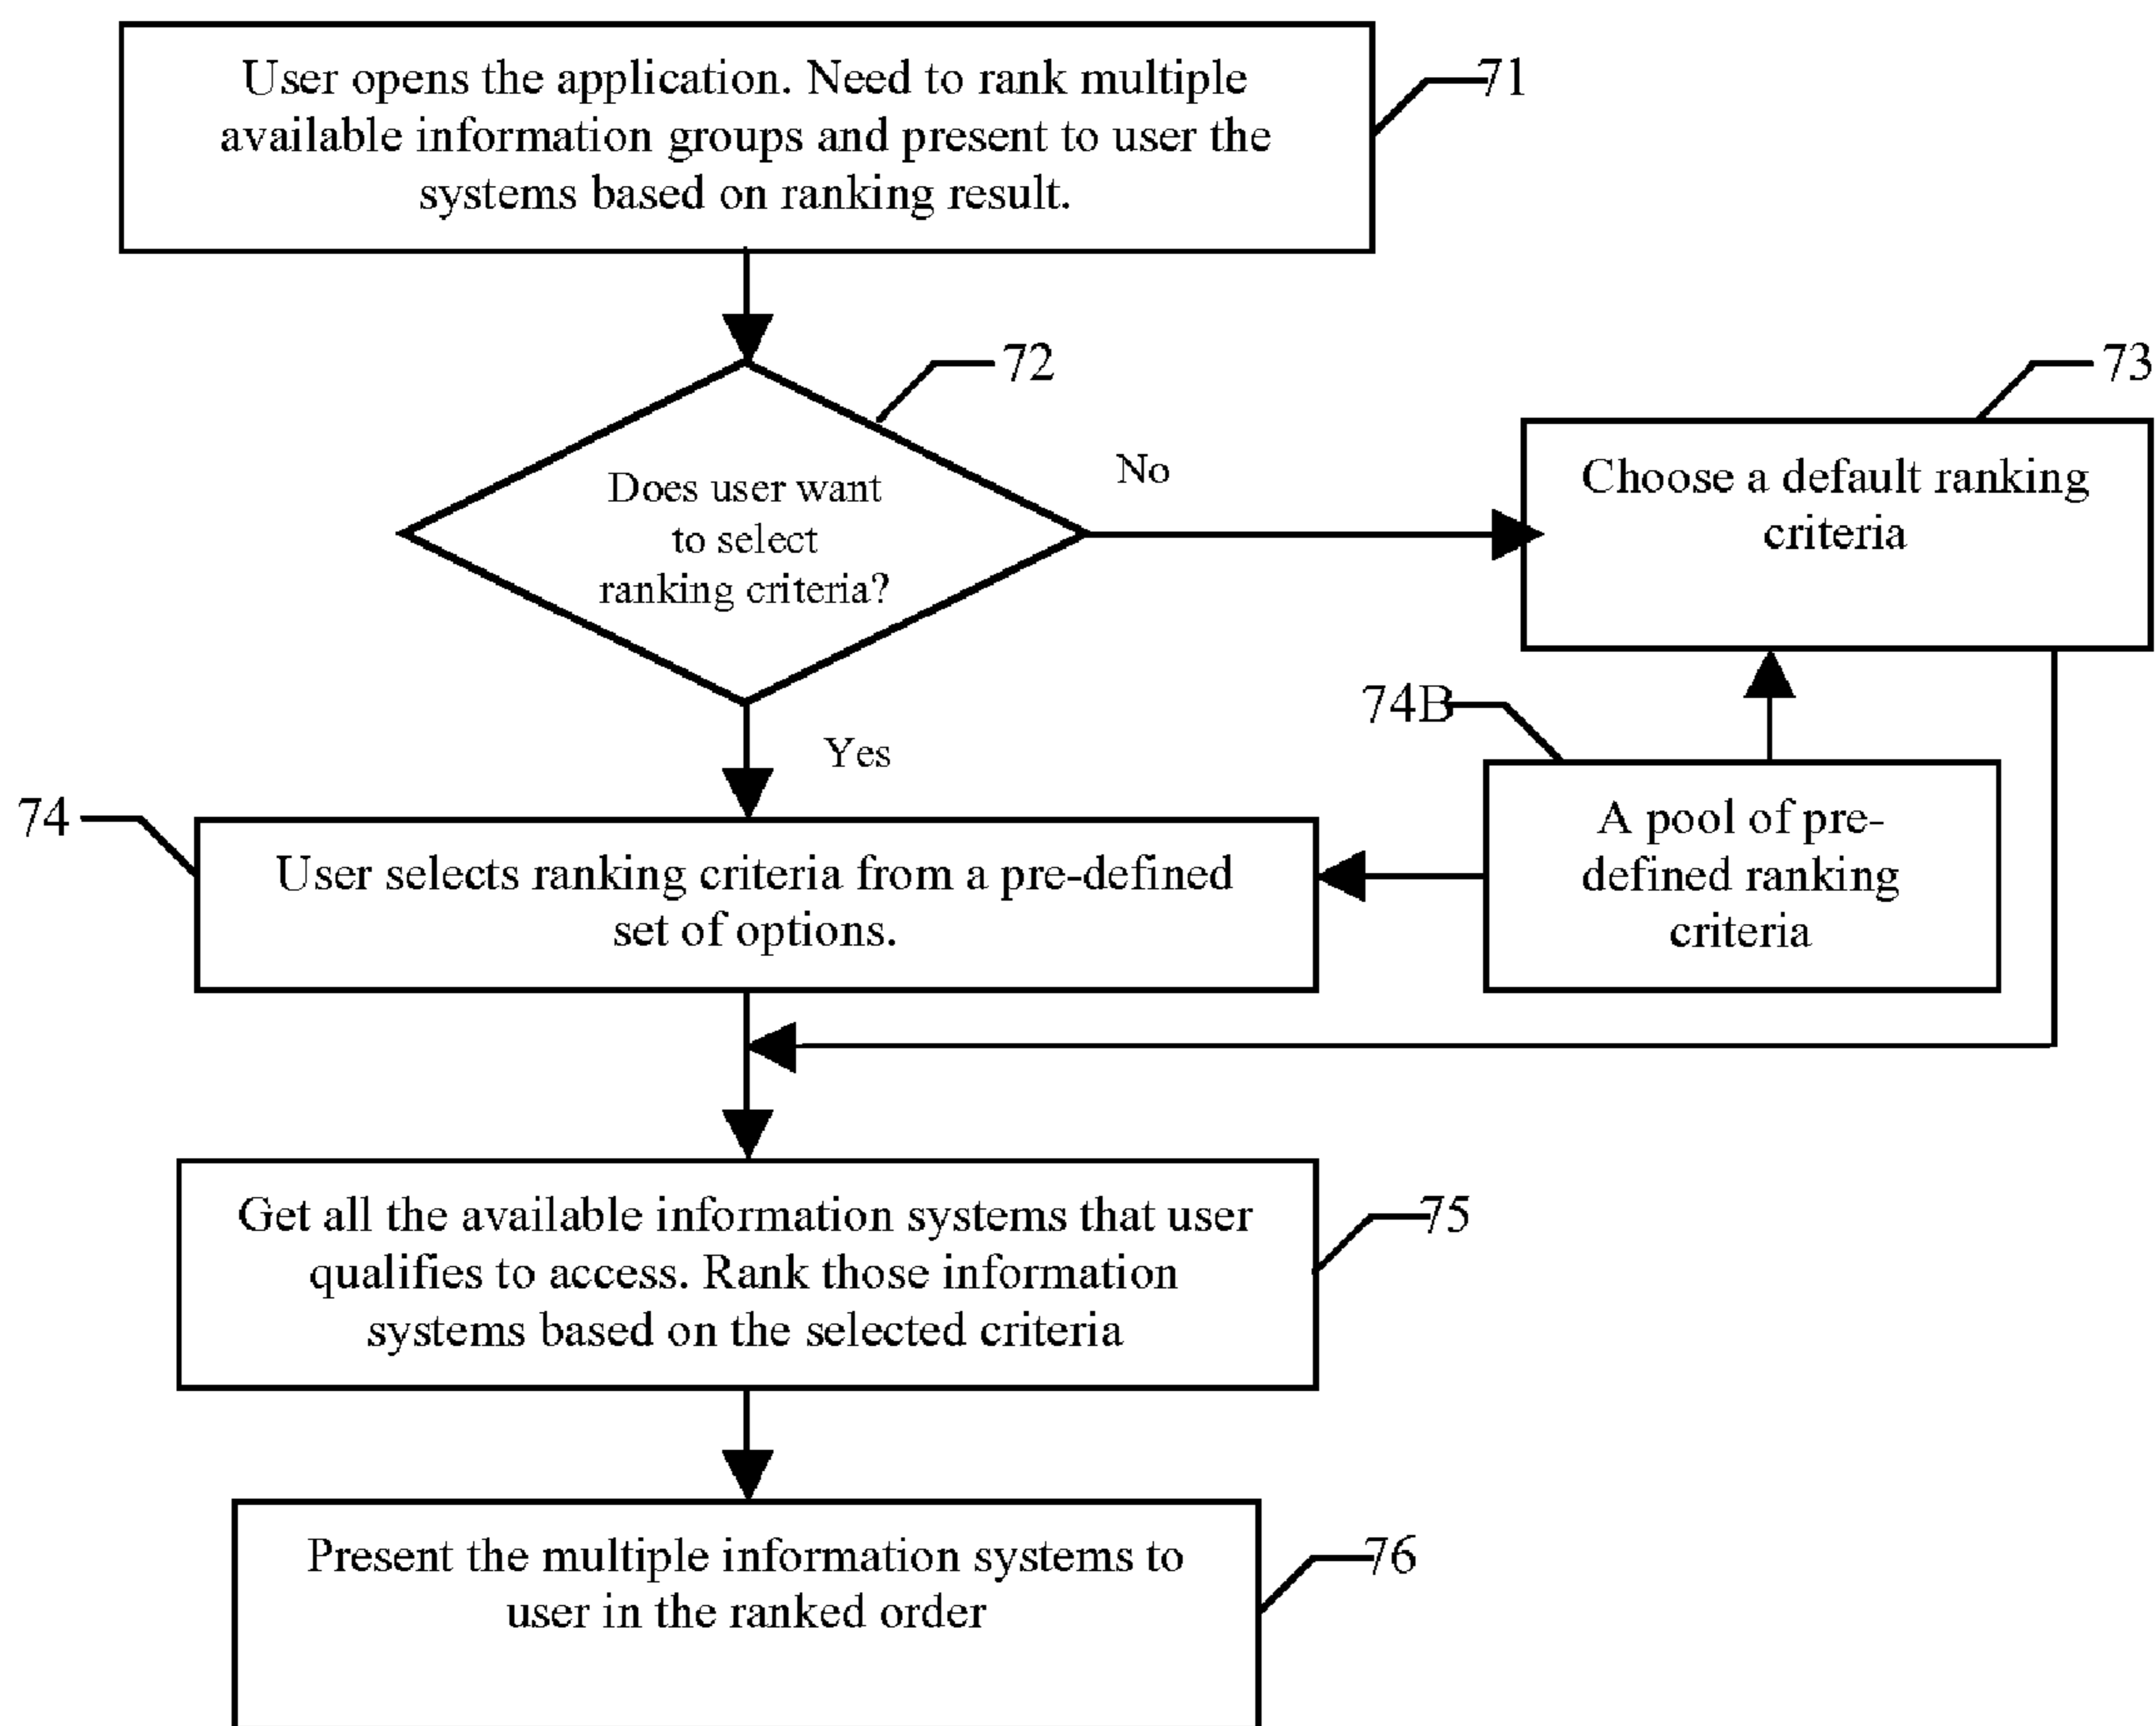 User opens the application. Need to rank multiple
available information groups and present to user the
systems based on ranking result.
71
72
Does user want
to select
ranking criteria?
No
73
Choose a default ranking
criteria
Yes
74B
A pool of pre-
defined ranking
criteria
74
User selects ranking criteria from a pre-defined
set of options.
Get all the available information systems that user
qualifies to access. Rank those information
systems based on the selected criteria
75
Present the multiple information systems to
user in the ranked order
76